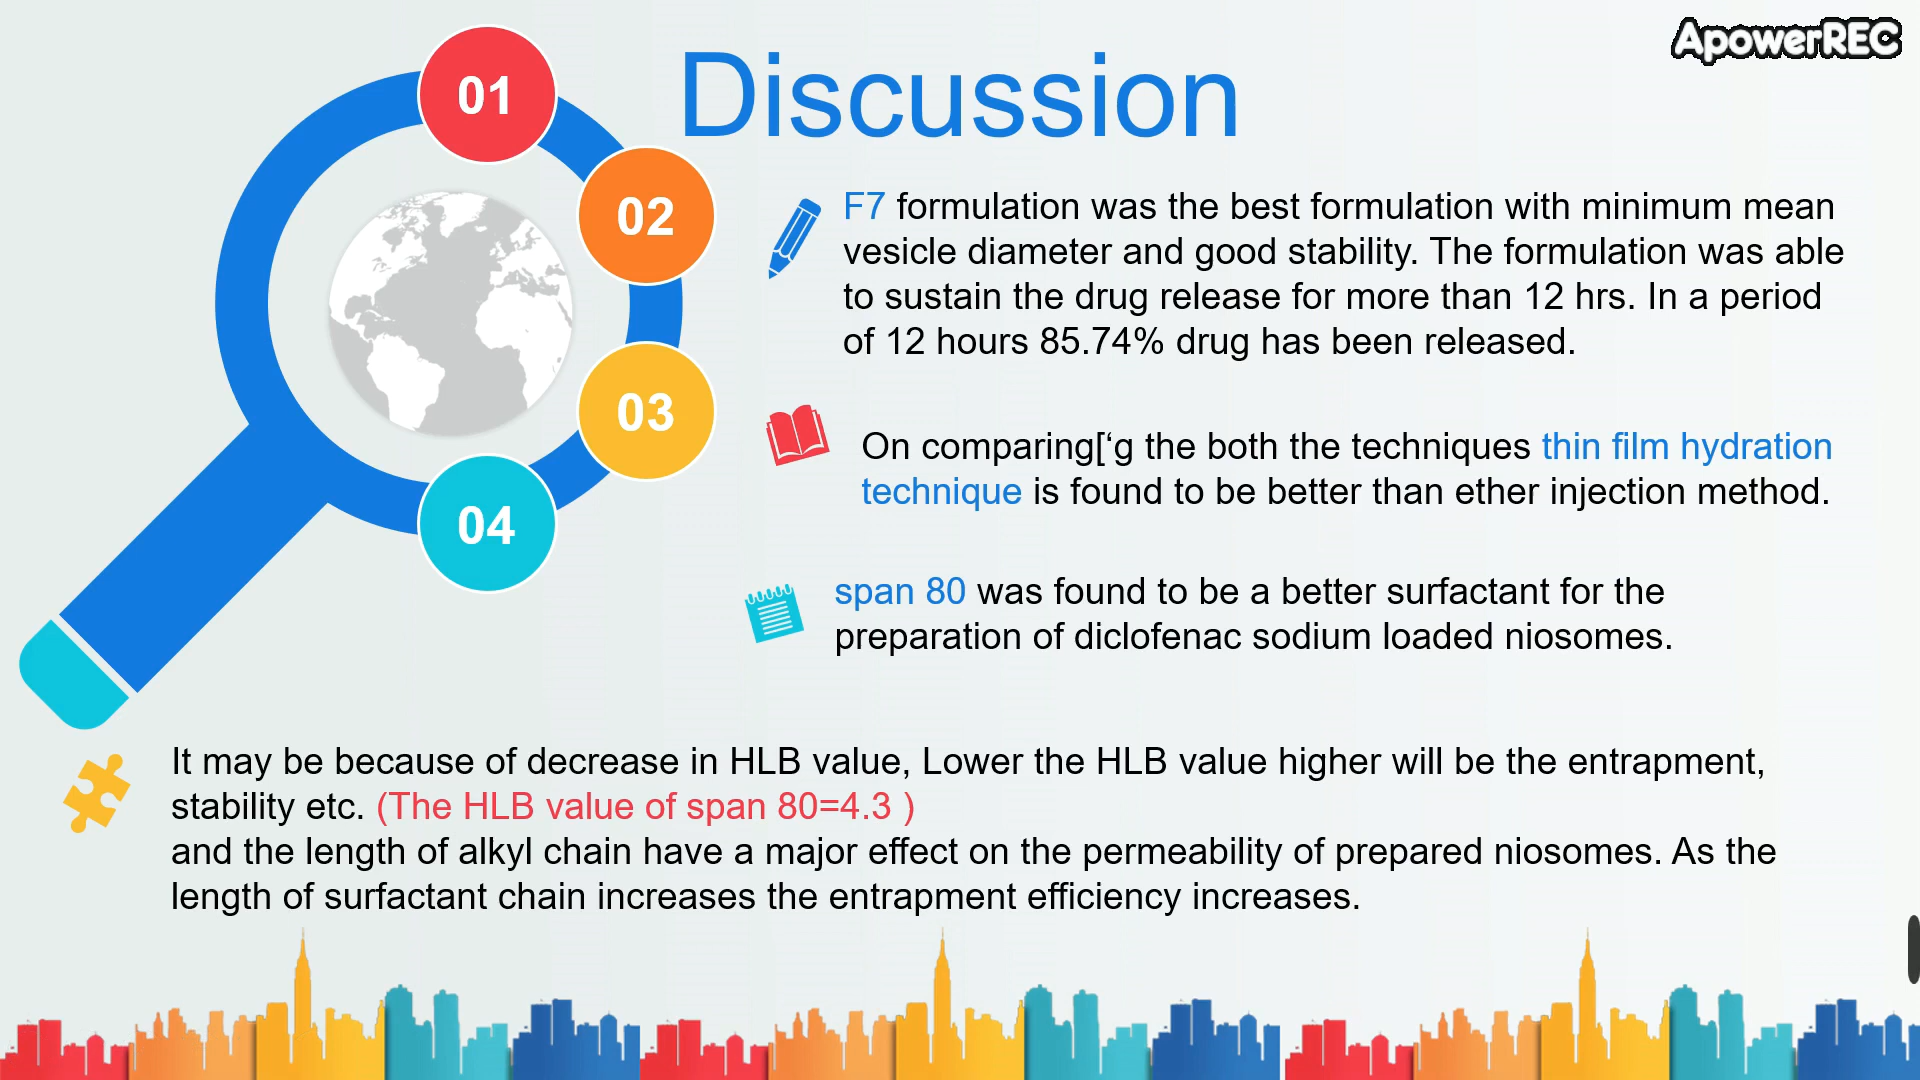 ApowerREC
Discussion
01
02
03
04
F7 formulation was the best formulation with minimum mean
vesicle diameter and good stability. The formulation was able
to sustain the drug release for more than 12 hrs. In a period
of 12 hours 85.74% drug has been released.
On comparing[‘g the both the techniques thin film hydration
technique is found to be better than ether injection method.
span 80 was found to be a better surfactant for the
preparation of diclofenac sodium loaded niosomes.
It may be because of decrease in HLB value, Lower the HLB value higher will be the entrapment,
stability etc. (The HLB value of span 80=4.3 )
and the length of alkyl chain have a major effect on the permeability of prepared niosomes. As the
length of surfactant chain increases the entrapment efficiency increases.